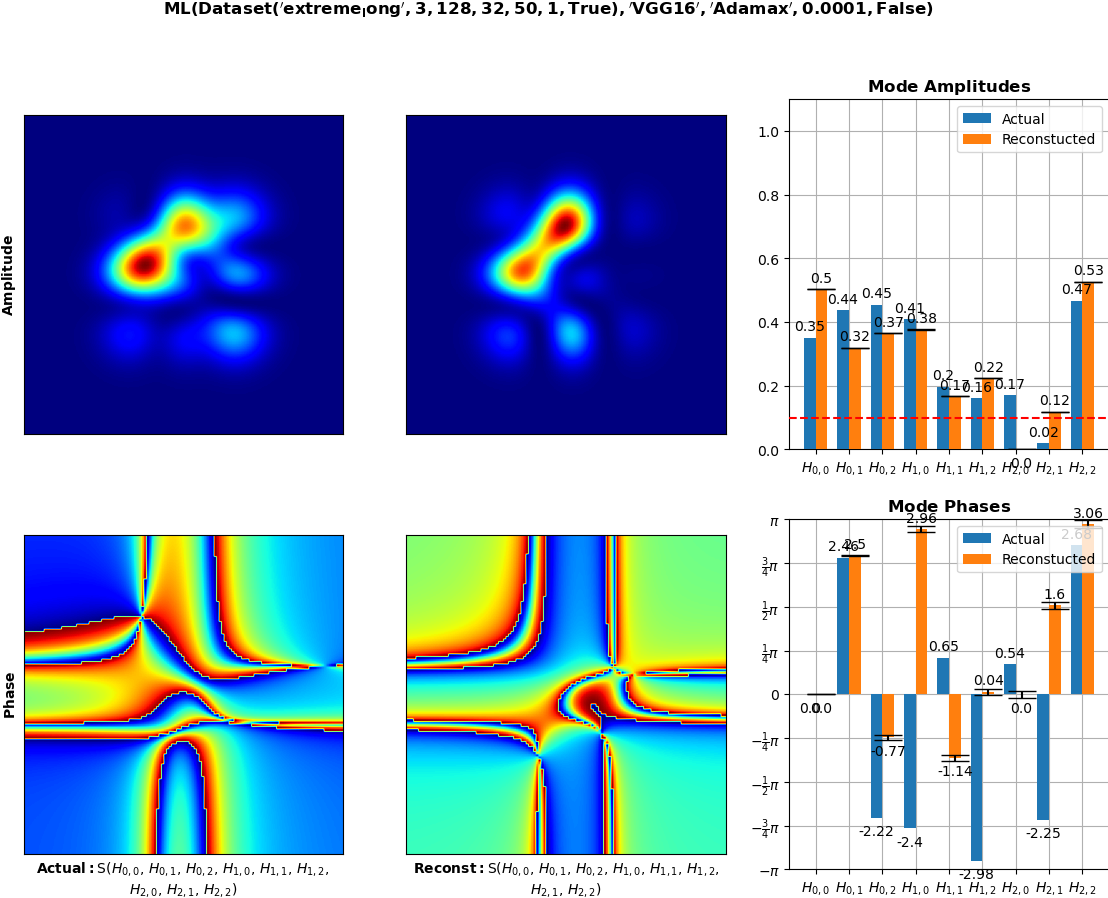 ML(Dataset('extreme_long', 3, 128, 32, 50, 1, True), 'VGG16', 'Adamax', 0.0001, False)
Amplitude
Mode Amplitudes
Actual
Reconstucted
1.0
0.8
0.6
0.4
0.2
0.0
0.35 0.44 0.45 0.41 0.2 0.16 0.17 0.02 0.47
0.5 0.32 0.37 0.38 0.17 0.22 0.0 0.12 0.53
H0,0 H0,1 H0,2 H1,0 H1,1 H1,2 H2,0 H2,1 H2,2
Phase
Mode Phases
Actual
Reconstucted
π
3/4π
1/2π
1/4π
0
−1/4π
−1/2π
−3/4π
−π
0.0 2.46 -2.22 -2.4 0.65 -2.98 0.54 -2.25 2.68
0.0 2.5 -0.77 2.96 -1.14 0.04 0.0 1.6 3.06
H0,0 H0,1 H0,2 H1,0 H1,1 H1,2 H2,0 H2,1 H2,2
Actual: S(H0,0, H0,1, H0,2, H1,0, H1,1, H1,2,
H2,0, H2,1, H2,2)
Reconst: S(H0,0, H0,1, H0,2, H1,0, H1,1, H1,2,
H2,1, H2,2)